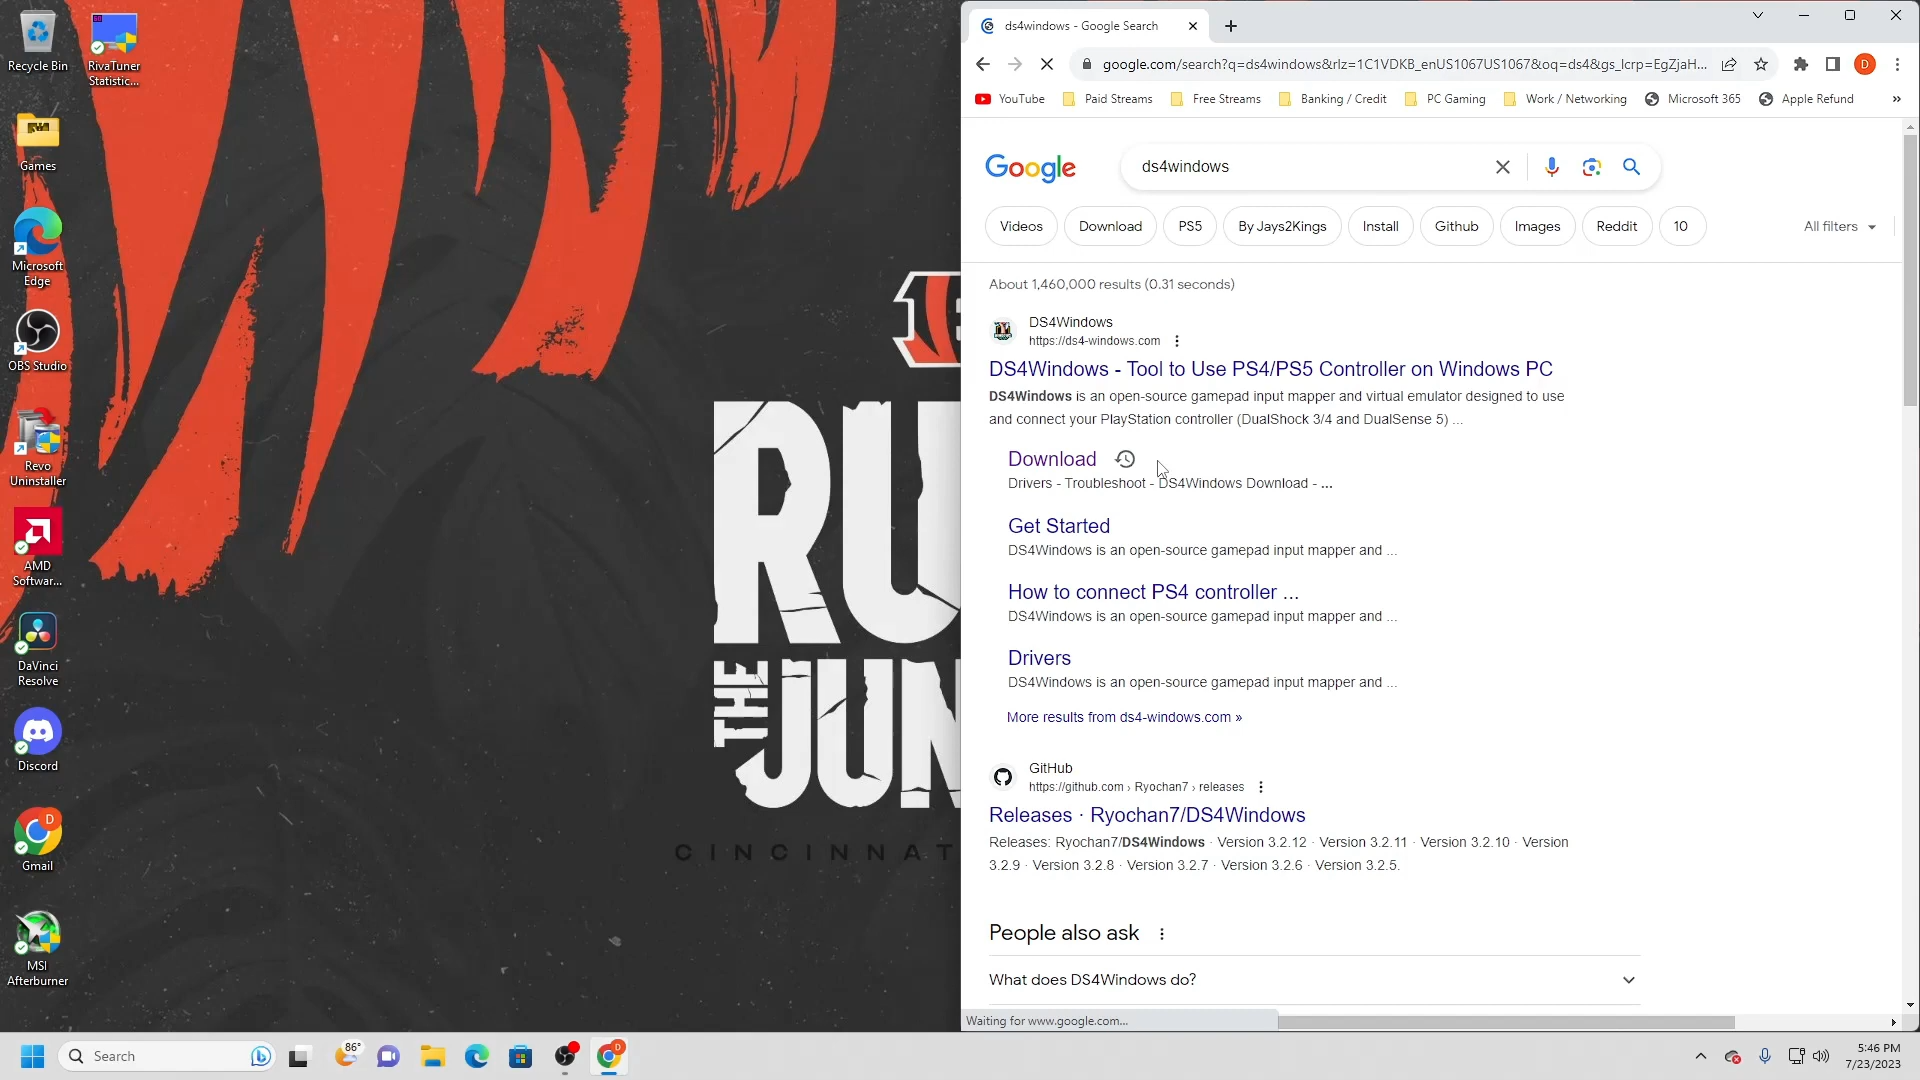 Recycle Bin
RivaTuner
Statistic...
Games
Microsoft
Edge
OBS Studio
Revo
Uninstaller
AMD
Softwar...
DaVinci
Resolve
Discord
D
Gmail
MSI
Afterburner
RU
THE
JUN
CINCINNAT
ds4windows - Google Search
google.com/search?q=ds4windows&rlz=1C1VDKB_enUS1067US1067&oq=ds4&gs_lcrp=EgZjaH...
D
YouTube
Paid Streams
Free Streams
Banking / Credit
PC Gaming
Work / Networking
Microsoft 365
Apple Refund
»
Google
ds4windows
Videos
Download
PS5
By Jays2Kings
Install
Github
Images
Reddit
10
All filters
About 1,460,000 results (0.31 seconds)
DS4Windows
https://ds4-windows.com
DS4Windows - Tool to Use PS4/PS5 Controller on Windows PC
DS4Windows is an open-source gamepad input mapper and virtual emulator designed to use
and connect your PlayStation controller (DualShock 3/4 and DualSense 5) ...
Download
Drivers - Troubleshoot - DS4Windows Download - ...
Get Started
DS4Windows is an open-source gamepad input mapper and ...
How to connect PS4 controller ...
DS4Windows is an open-source gamepad input mapper and ...
Drivers
DS4Windows is an open-source gamepad input mapper and ...
More results from ds4-windows.com »
GitHub
https://github.com › Ryochan7 › releases
Releases · Ryochan7/DS4Windows
Releases: Ryochan7/DS4Windows · Version 3.2.12 · Version 3.2.11 · Version 3.2.10 · Version
3.2.9 · Version 3.2.8 · Version 3.2.7 · Version 3.2.6 · Version 3.2.5.
People also ask
What does DS4Windows do?
Waiting for www.google.com...
Search
86°
D
5:46 PM
7/23/2023